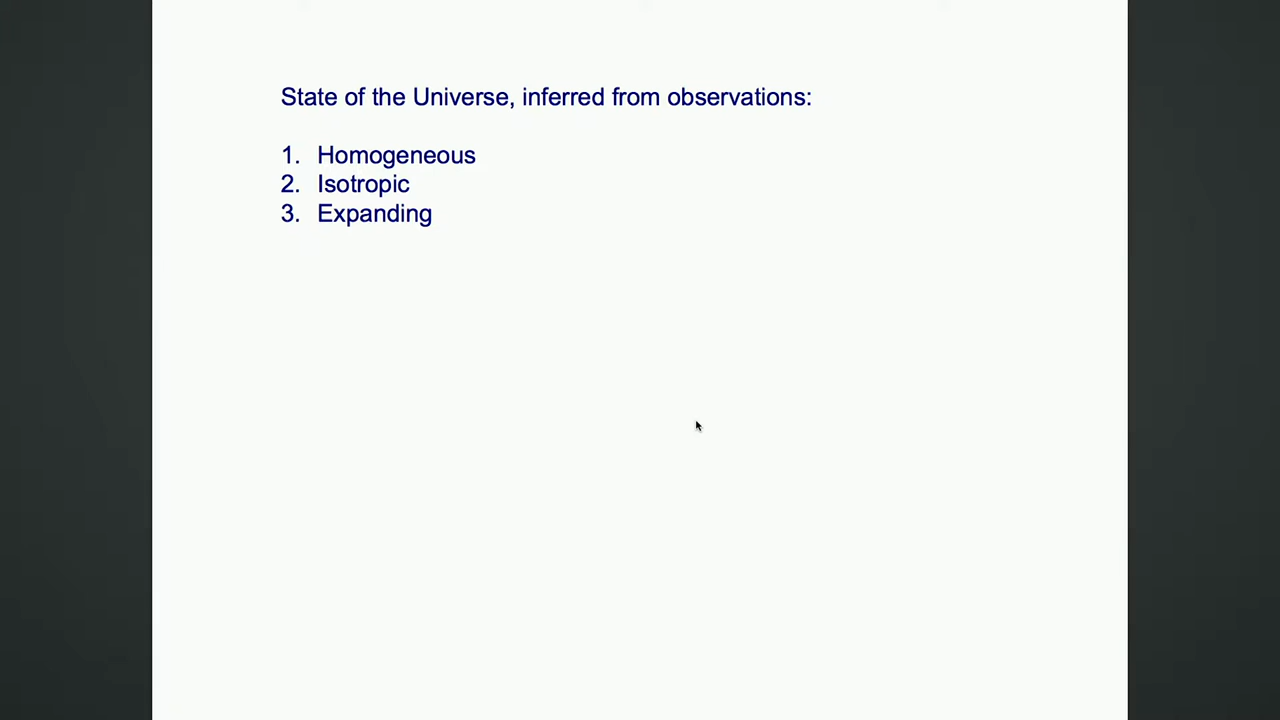 State of the Universe, inferred from observations:
1. Homogeneous
2. Isotropic
3. Expanding